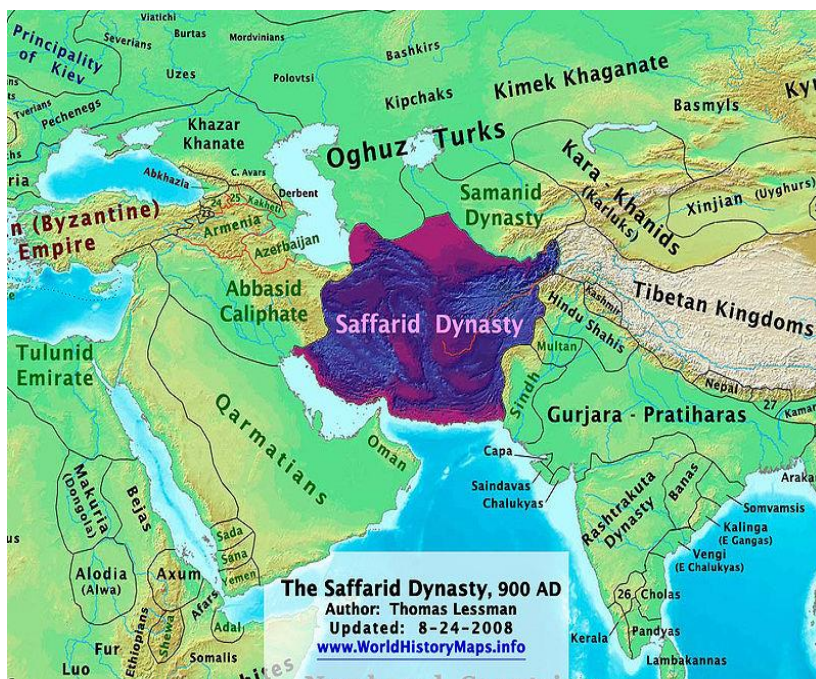 Viatichi
Principality
of Kiev
Severians
Burtas
Mordvinians
Bashkirs
Uzes
Polovtsi
Kipchaks
Kimek Khaganate
Basmyls
Tverians
Pechenegs
Khazar
Khanate
Oghuz Turks
Kara - Khanids
(Karluks)
Xinjian (Uyghurs)
Abkhazia
C. Avars
Derbent
24
25
Kakheti
23
Armenia
Azerbaijan
Samanid
Dynasty
(Byzantine)
Empire
Abbasid
Caliphate
Saffarid Dynasty
Tibetan Kingdoms
Kashmir
Hindu Shahis
Multan
Sindh
Nepal
27
Tulunid
Emirate
Qarmatians
Oman
Gurjara - Pratiharas
Capa
Saindavas
Chalukyas
Rashtrakuta
Dynasty
Banas
Somvamsis
Kalinga
(E Gangas)
Vengi
(E Chalukyas)
Makuria
(Dongola)
Bejas
Sada
Sana
Yemen
Alodia
(Alwa)
Axum
Afars
Shewa
Ethiopians
Adal
Fur
Luo
Somalis
26
Cholas
Kerala
Pandyas
Lambakannas
The Saffarid Dynasty, 900 AD
Author: Thomas Lessman
Updated: 8-24-2008
www.WorldHistoryMaps.info